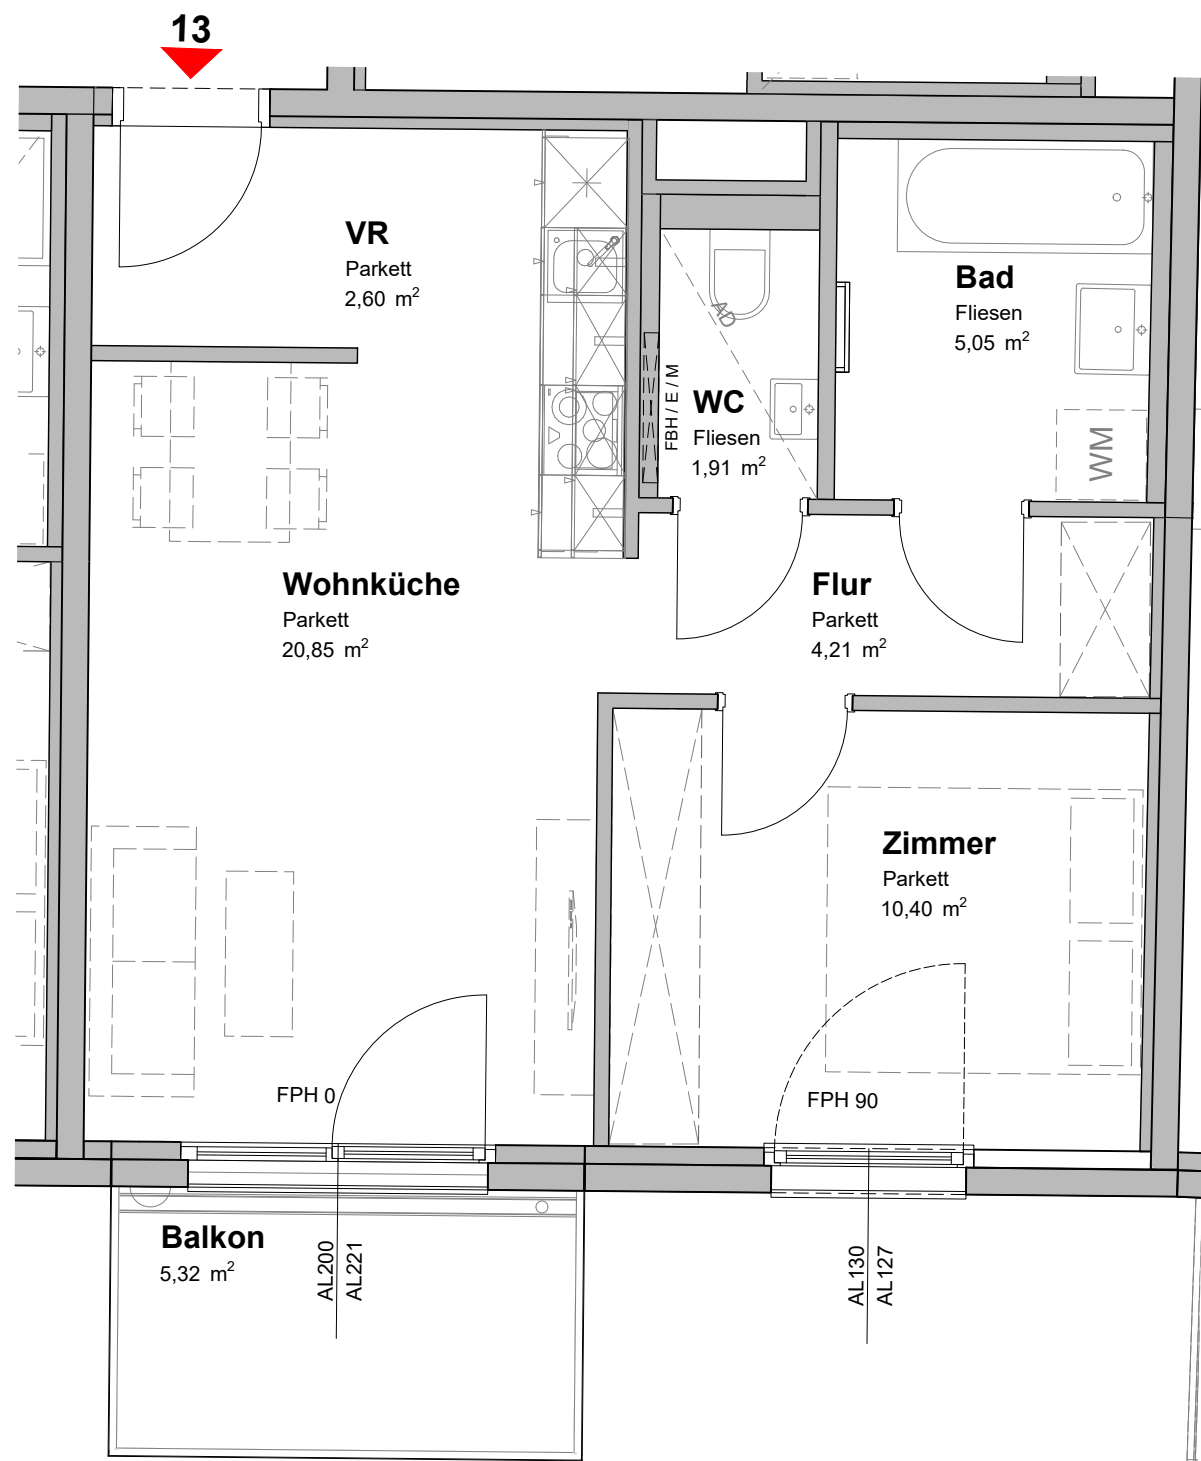 13
VR
Parkett
2,60 m²
Bad
Fliesen
5,05 m²
AD
FBH / E / M
WC
Fliesen
1,91 m²
WM
Wohnküche
Parkett
20,85 m²
Flur
Parkett
4,21 m²
Zimmer
Parkett
10,40 m²
FPH 0
FPH 90
Balkon
5,32 m²
AL200
AL221
AL130
AL127